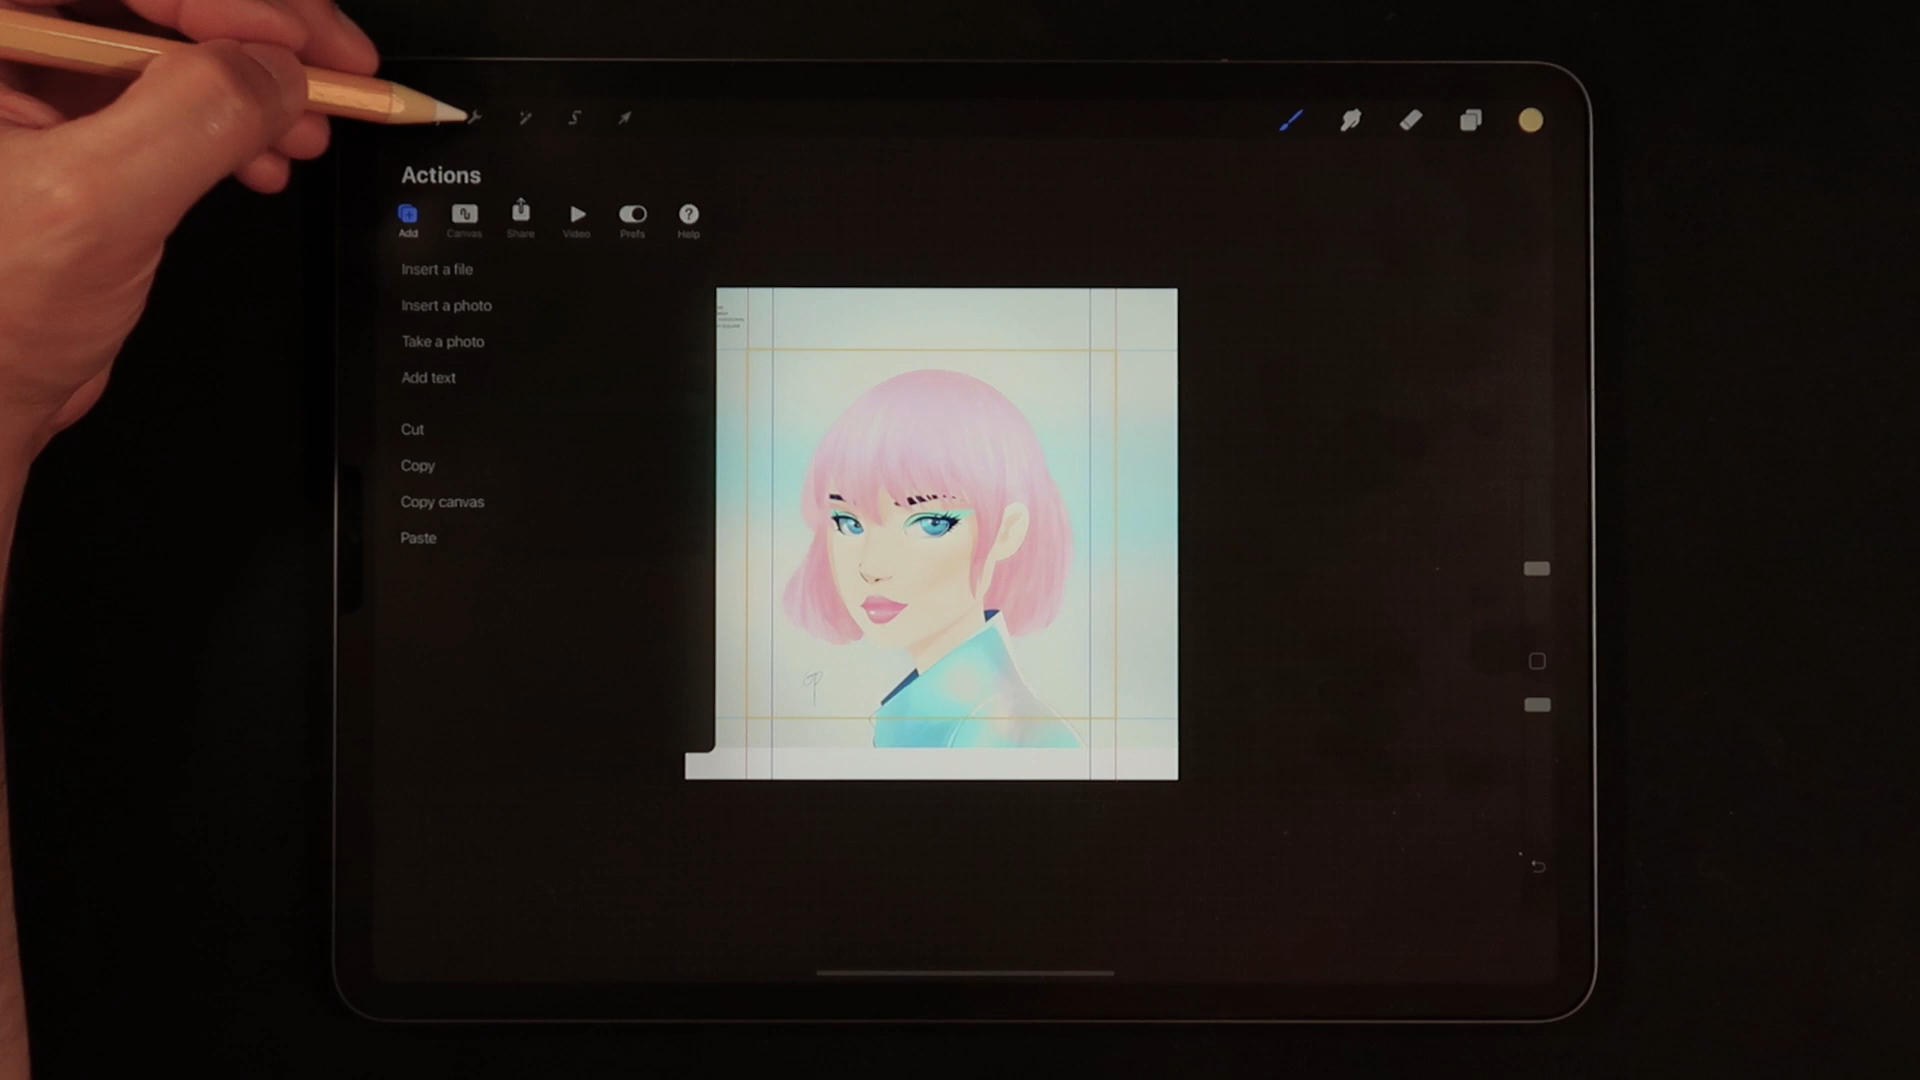 Actions
Add Canvas Share Video Prefs Help
Insert a file
Insert a photo
Take a photo
Add text
Cut
Copy
Copy canvas
Paste